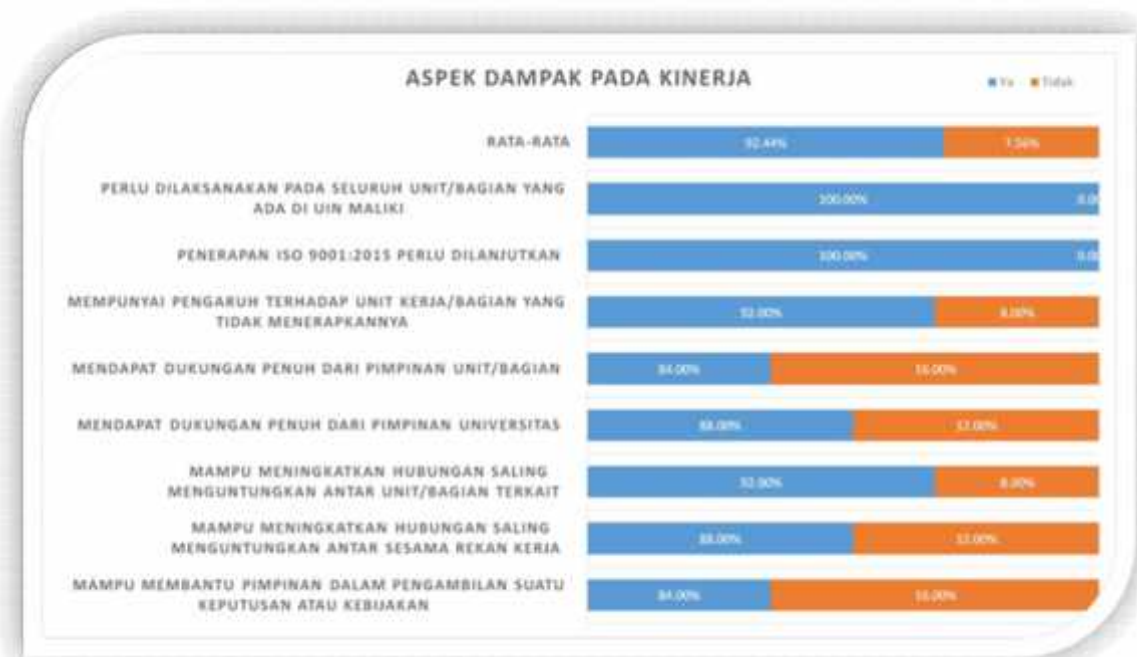 ASPEK DAMPAK PADA KINERJA
Ya Tidak
RATA-RATA
92.44% 7.56%
PERLU DILAKSANAKAN PADA SELURUH UNIT/BAGIAN YANG
ADA DI UIN MALIKI
100.00% 0.00
PENERAPAN ISO 9001:2015 PERLU DILANJUTKAN
100.00% 0.00
MEMPUNYAI PENGARUH TERHADAP UNIT KERJA/BAGIAN YANG
TIDAK MENERAPKANNYA
92.00% 8.00%
MENDAPAT DUKUNGAN PENUH DARI PIMPINAN UNIT/BAGIAN
84.00% 16.00%
MENDAPAT DUKUNGAN PENUH DARI PIMPINAN UNIVERSITAS
88.00% 12.00%
MAMPU MENINGKATKAN HUBUNGAN SALING
MENGUNTUNGKAN ANTAR UNIT/BAGIAN TERKAIT
92.00% 8.00%
MAMPU MENINGKATKAN HUBUNGAN SALING
MENGUNTUNGKAN ANTAR SESAMA REKAN KERJA
88.00% 12.00%
MAMPU MEMBANTU PIMPINAN DALAM PENGAMBILAN SUATU
KEPUTUSAN ATAU KEBIJAKAN
84.00% 16.00%